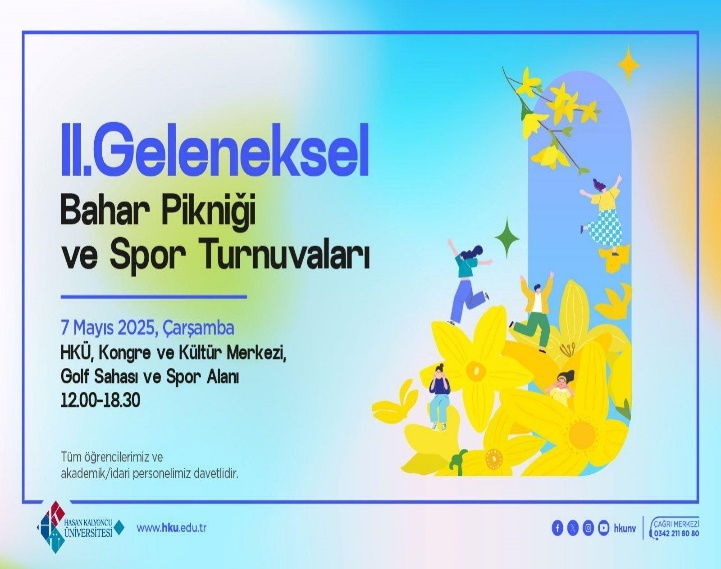 II.Geleneksel
Bahar Pikniği
ve Spor Turnuvaları
7 Mayıs 2025, Çarşamba
HKÜ, Kongre ve Kültür Merkezi,
Golf Sahası ve Spor Alanı
12.00-18.30
Tüm öğrencilerimiz ve
akademik/idari personelimiz davetlidir.
HKÜ
HASAN KALYONCU
ÜNİVERSİTESİ
www.hku.edu.tr
hkunv
ÇAĞRI MERKEZİ
0342 211 80 80